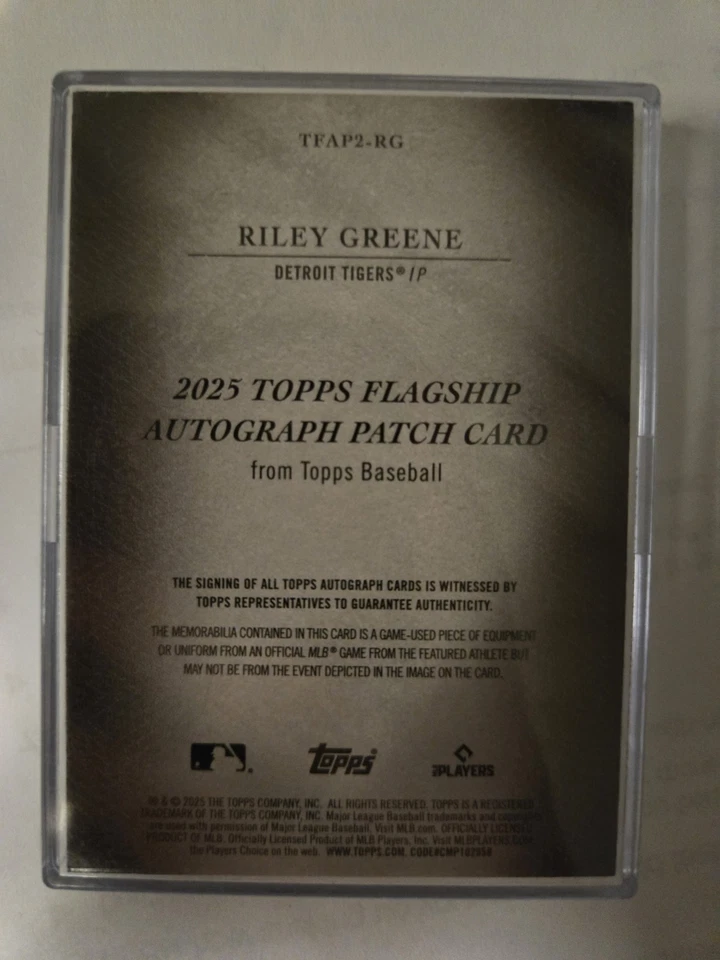 TFAP2-RG
RILEY GREENE
DETROIT TIGERS® / P
2025 TOPPS FLAGSHIP
AUTOGRAPH PATCH CARD
from Topps Baseball
THE SIGNING OF ALL TOPPS AUTOGRAPH CARDS IS WITNESSED BY
TOPPS REPRESENTATIVES TO GUARANTEE AUTHENTICITY.
THE MEMORABILIA CONTAINED IN THIS CARD IS A GAME-USED PIECE OF EQUIPMENT
OR UNIFORM FROM AN OFFICIAL MLB® GAME FROM THE FEATURED ATHLETE BUT
MAY NOT BE FROM THE EVENT DEPICTED IN THE IMAGE ON THE CARD.
Topps®
PLAYERS
® & © 2025 THE TOPPS COMPANY, INC. ALL RIGHTS RESERVED. TOPPS IS A REGISTERED
TRADEMARK OF THE TOPPS COMPANY, INC. Major League Baseball trademarks and copyrights
are used with permission of Major League Baseball. Visit MLB.com. OFFICIALLY LICENSED
PRODUCT OF MLB. Officially Licensed Product of MLB Players, Inc. Visit MLBPLAYERS.COM,
the Players Choice on the web. WWW.TOPPS.COM. CODE#CMP102958